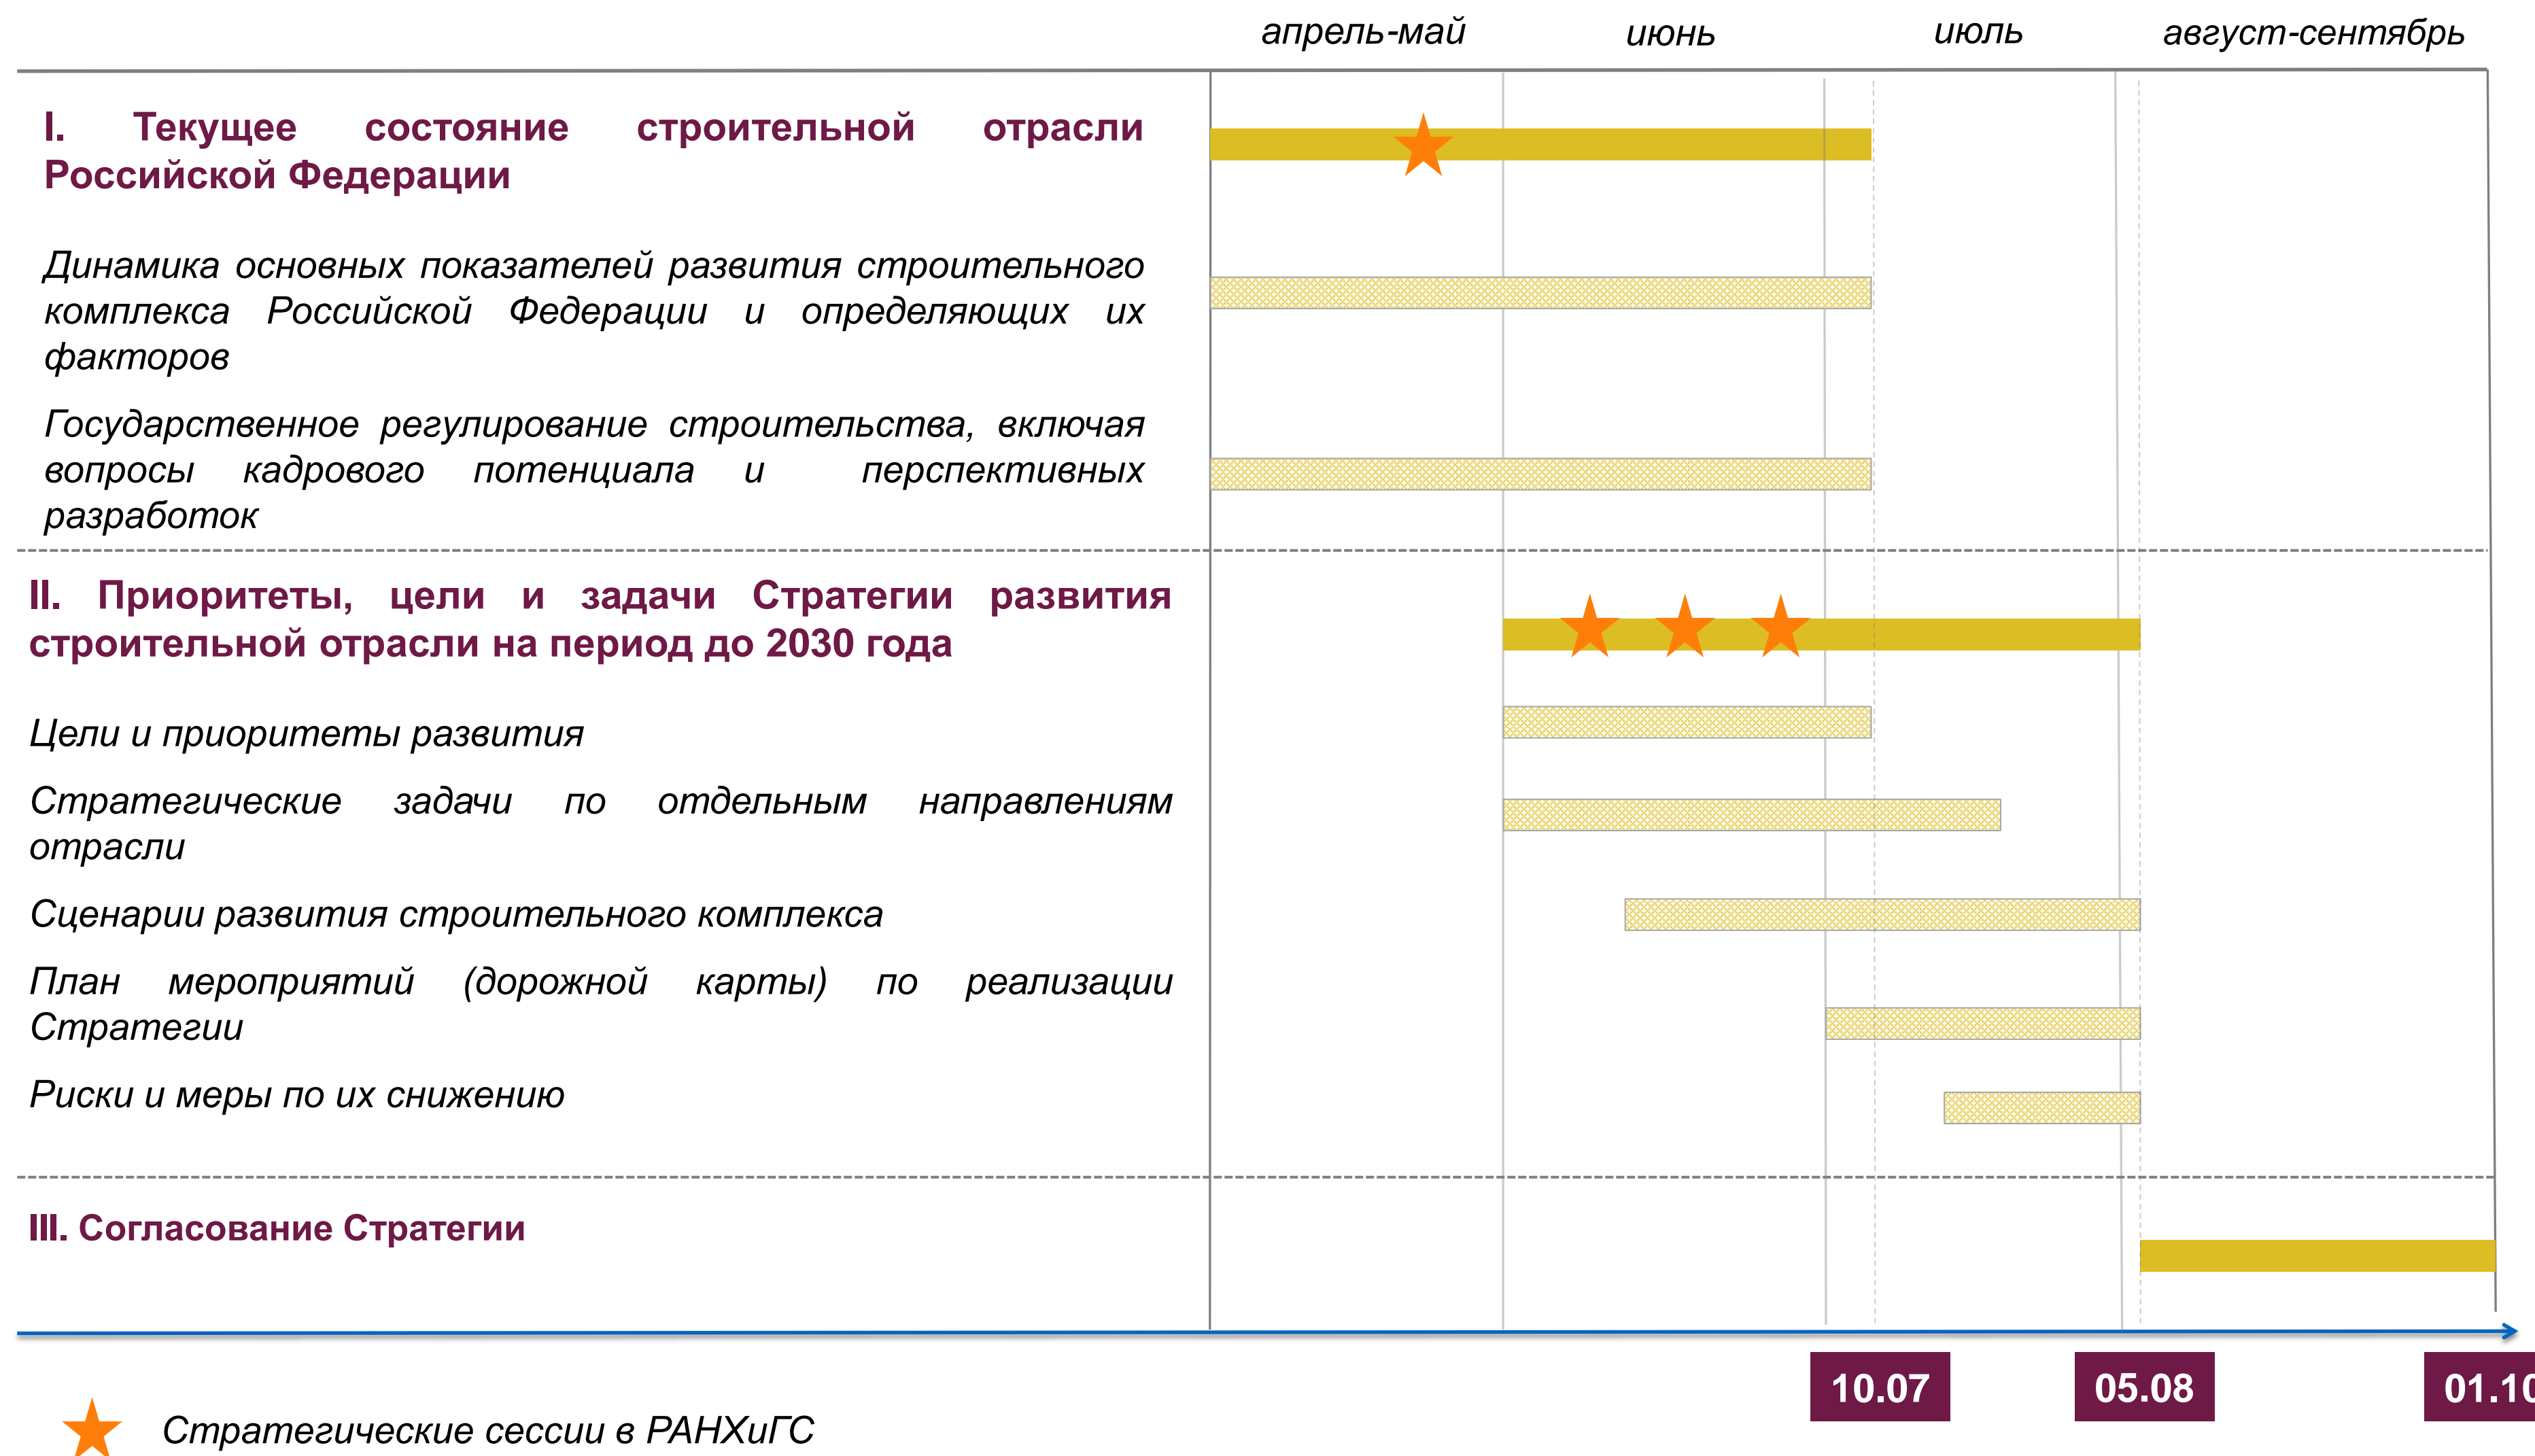 апрель-май июнь июль август-сентябрь
I. Текущее состояние строительной отрасли
Российской Федерации
Динамика основных показателей развития строительного
комплекса Российской Федерации и определяющих их
факторов
Государственное регулирование строительства, включая
вопросы кадрового потенциала и перспективных
разработок
II. Приоритеты, цели и задачи Стратегии развития
строительной отрасли на период до 2030 года
Цели и приоритеты развития
Стратегические задачи по отдельным направлениям
отрасли
Сценарии развития строительного комплекса
План мероприятий (дорожной карты) по реализации
Стратегии
Риски и меры по их снижению
III. Согласование Стратегии
10.07 05.08 01.10
Стратегические сессии в РАНХиГС